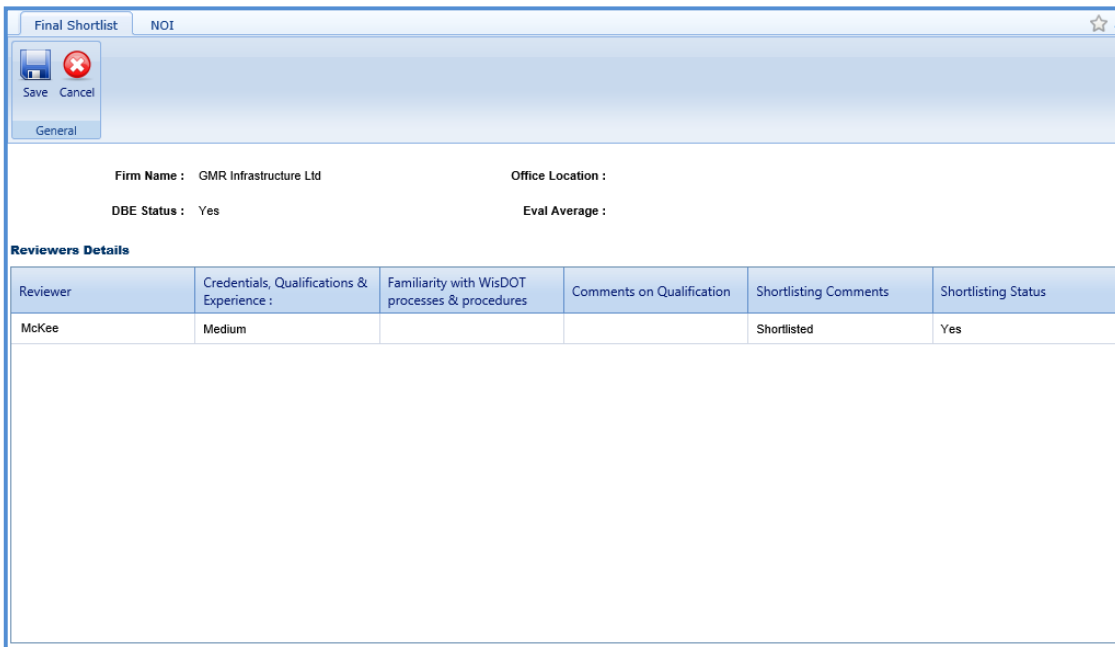 Final Shortlist NOI
Save Cancel
General
Firm Name : GMR Infrastructure Ltd Office Location :
DBE Status : Yes Eval Average :
Reviewers Details
Reviewer Credentials, Qualifications & Experience : Familiarity with WisDOT processes & procedures Comments on Qualification Shortlisting Comments Shortlisting Status
McKee Medium Shortlisted Yes